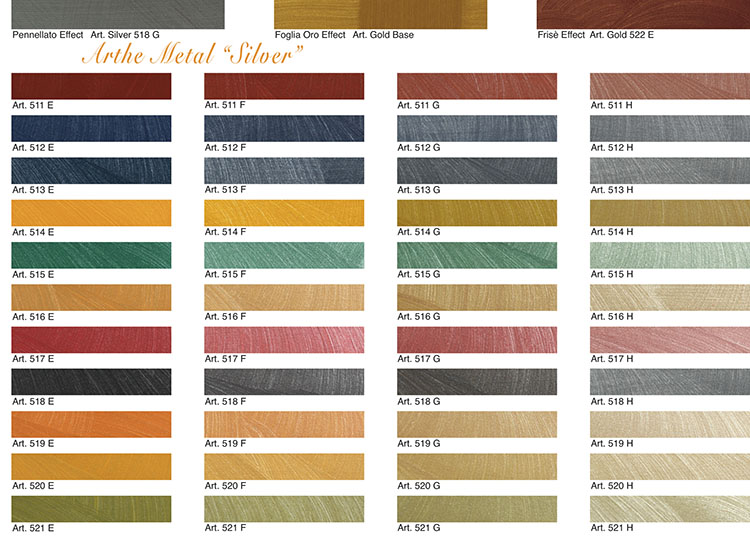 Pennellato Effect Art. Silver 518 G Foglia Oro Effect Art. Gold Base Frisè Effect Art. Gold 522 E
Arthe Metal “Silver”
Art. 511 E Art. 511 F Art. 511 G Art. 511 H
Art. 512 E Art. 512 F Art. 512 G Art. 512 H
Art. 513 E Art. 513 F Art. 513 G Art. 513 H
Art. 514 E Art. 514 F Art. 514 G Art. 514 H
Art. 515 E Art. 515 F Art. 515 G Art. 515 H
Art. 516 E Art. 516 F Art. 516 G Art. 516 H
Art. 517 E Art. 517 F Art. 517 G Art. 517 H
Art. 518 E Art. 518 F Art. 518 G Art. 518 H
Art. 519 E Art. 519 F Art. 519 G Art. 519 H
Art. 520 E Art. 520 F Art. 520 G Art. 520 H
Art. 521 E Art. 521 F Art. 521 G Art. 521 H